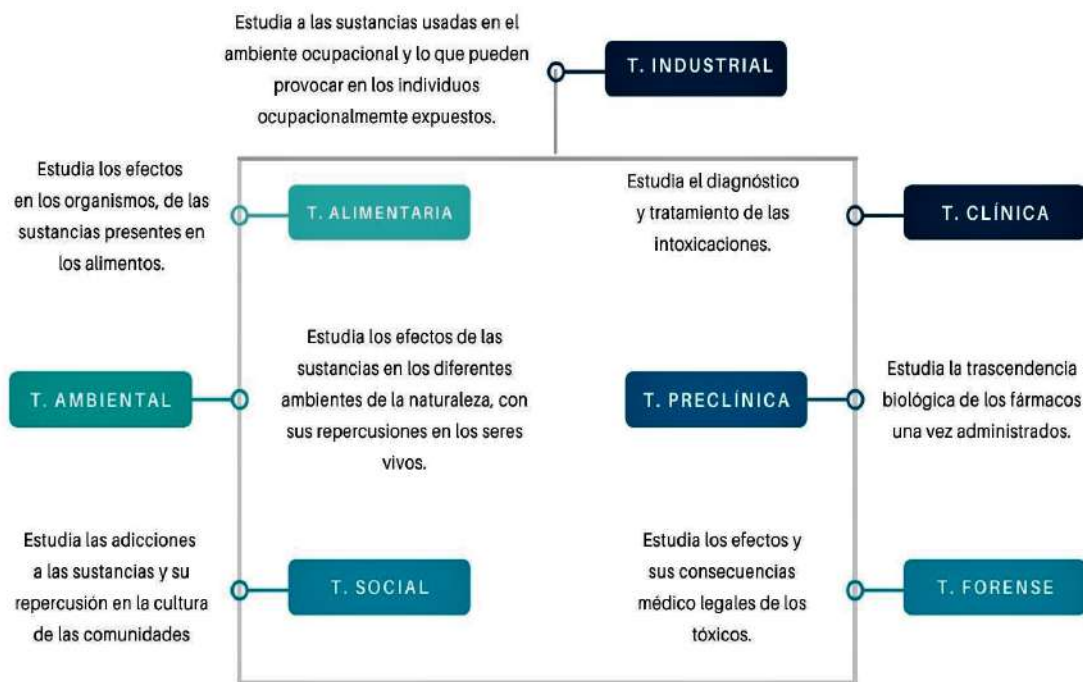 Estudia a las sustancias usadas en el
ambiente ocupacional y lo que pueden
provocar en los individuos
ocupacionalmemte expuestos.
T. INDUSTRIAL
Estudia los efectos
en los organismos, de las
sustancias presentes en
los alimentos.
T. ALIMENTARIA
Estudia el diagnóstico
y tratamiento de las
intoxicaciones.
T. CLÍNICA
T. AMBIENTAL
Estudia los efectos de las
sustancias en los diferentes
ambientes de la naturaleza, con
sus repercusiones en los seres
vivos.
T. PRECLÍNICA
Estudia la trascendencia
biológica de los fármacos
una vez administrados.
Estudia las adicciones
a las sustancias y su
repercusión en la cultura
de las comunidades
T. SOCIAL
Estudia los efectos y
sus consecuencias
médico legales de los
tóxicos.
T. FORENSE